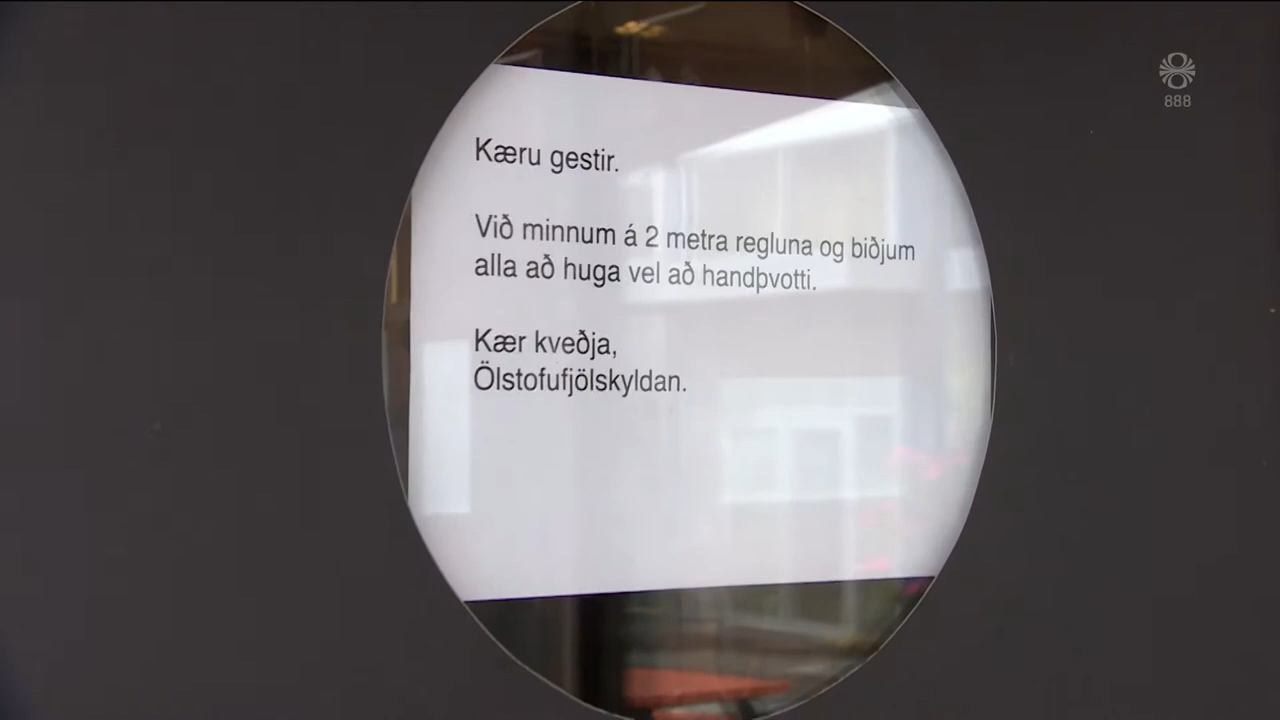 Kæru gestir.
Við minnum á 2 metra regluna og biðjum
alla að huga vel að handþvotti.
Kær kveðja,
Ölstofufjölskyldan.
888